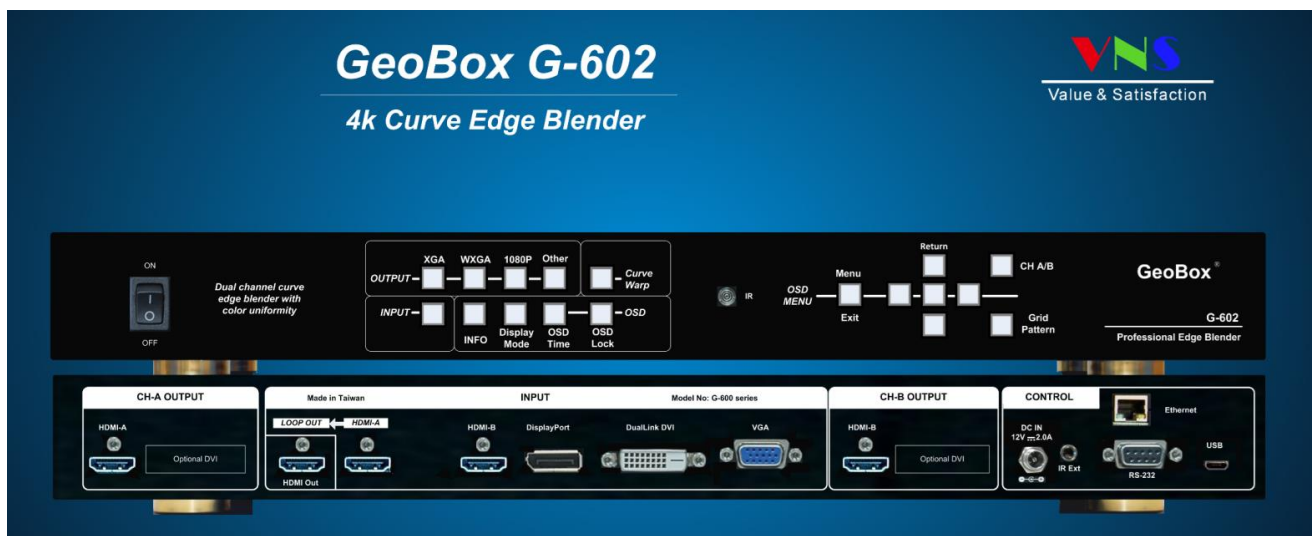 GeoBox G-602
4k Curve Edge Blender
VNS
Value & Satisfaction
ON
OFF
Dual channel curve
edge blender with
color uniformity
XGA WXGA 1080P Other
OUTPUT
Curve
Warp
INPUT
OSD
INFO
Display
Mode
OSD
Time
OSD
Lock
IR
OSD
MENU
Menu
Exit
Return
CH A/B
Grid
Pattern
GeoBox®
G-602
Professional Edge Blender
CH-A OUTPUT
HDMI-A
Optional DVI
Made in Taiwan
INPUT
Model No: G-600 series
LOOP OUT
HDMI-A
HDMI Out
HDMI-B
DisplayPort
DualLink DVI
VGA
CH-B OUTPUT
HDMI-B
Optional DVI
CONTROL
DC IN
12V⎓2.0A
IR Ext
Ethernet
RS-232
USB